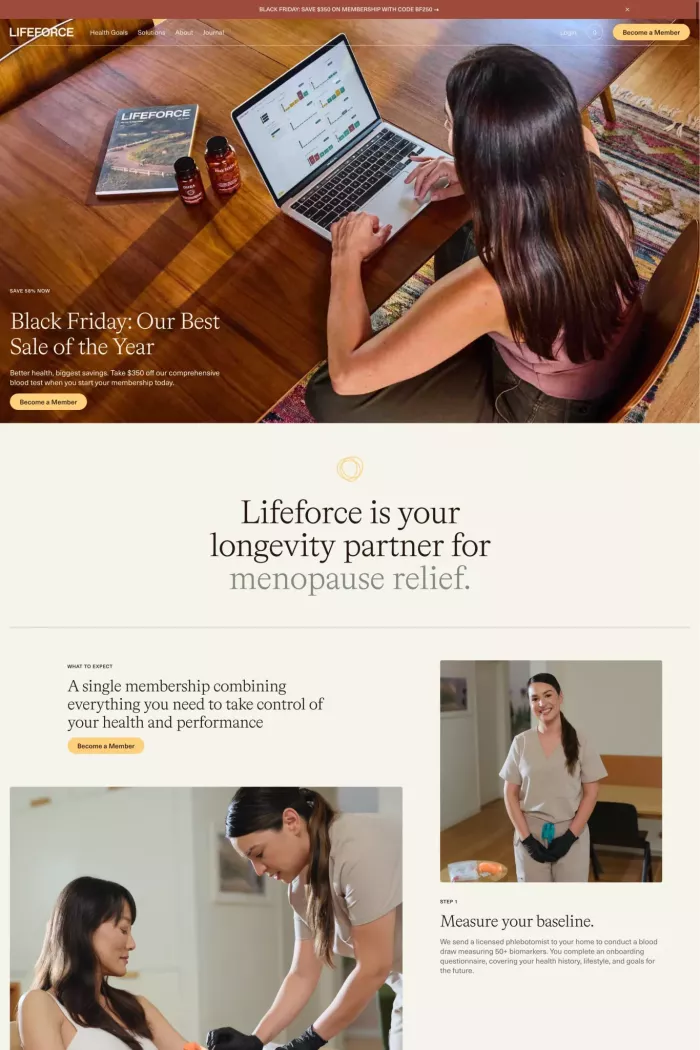 BLACK FRIDAY: SAVE $350 ON MEMBERSHIP WITH CODE BF250 →
×
LIFEFORCE
Health Goals Solutions About Journal
Login
0
Become a Member
LIFEFORCE
SAVE 58% NOW
Black Friday: Our Best
Sale of the Year
Better health, biggest savings. Take $350 off our comprehensive
blood test when you start your membership today.
Become a Member
Lifeforce is your
longevity partner for
menopause relief.
WHAT TO EXPECT
A single membership combining
everything you need to take control of
your health and performance
Become a Member
STEP 1
Measure your baseline.
We send a licensed phlebotomist to your home to conduct a blood
draw measuring 50+ biomarkers. You complete an onboarding
questionnaire, covering your health history, lifestyle, and goals for
the future.